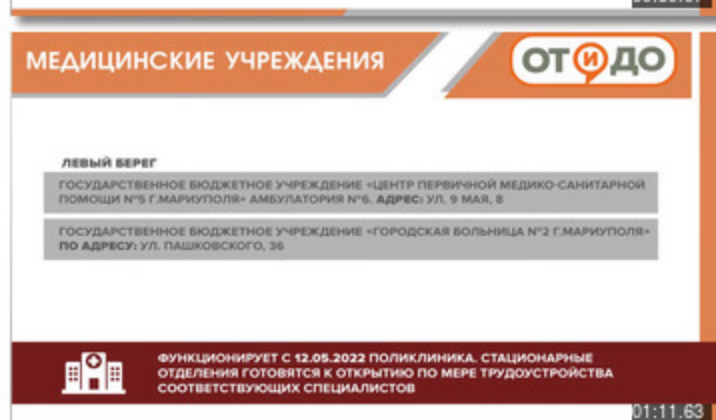 МЕДИЦИНСКИЕ УЧРЕЖДЕНИЯ
ОТ И ДО
ЛЕВЫЙ БЕРЕГ
ГОСУДАРСТВЕННОЕ БЮДЖЕТНОЕ УЧРЕЖДЕНИЕ «ЦЕНТР ПЕРВИЧНОЙ МЕДИКО-САНИТАРНОЙ
ПОМОЩИ №5 Г.МАРИУПОЛЯ» АМБУЛАТОРИЯ №6. АДРЕС: УЛ. 9 МАЯ, 8
ГОСУДАРСТВЕННОЕ БЮДЖЕТНОЕ УЧРЕЖДЕНИЕ «ГОРОДСКАЯ БОЛЬНИЦА №2 Г.МАРИУПОЛЯ»
ПО АДРЕСУ: УЛ. ПАШКОВСКОГО, 36
ФУНКЦИОНИРУЕТ С 12.05.2022 ПОЛИКЛИНИКА. СТАЦИОНАРНЫЕ
ОТДЕЛЕНИЯ ГОТОВЯТСЯ К ОТКРЫТИЮ ПО МЕРЕ ТРУДОУСТРОЙСТВА
СООТВЕТСТВУЮЩИХ СПЕЦИАЛИСТОВ
01:11.63